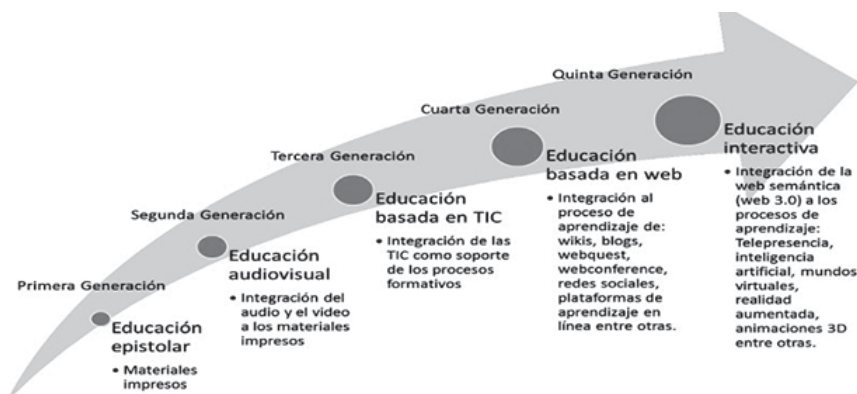 Primera Generación
Educación
epistolar
• Materiales
impresos
Segunda Generación
Educación
audiovisual
• Integración del
audio y el video
a los materiales
impresos
Tercera Generación
Educación
basada en TIC
• Integración de las
TIC como soporte
de los procesos
formativos
Cuarta Generación
Educación
basada en web
• Integración al
proceso de
aprendizaje de:
wikis, blogs,
webquest,
webconference,
redes sociales,
plataformas de
aprendizaje en
línea entre otras.
Quinta Generación
Educación
interactiva
• Integración de la
web semántica
(web 3.0) a los
procesos de
aprendizaje:
Telepresencia,
inteligencia
artificial, mundos
virtuales,
realidad
aumentada,
animaciones 3D
entre otras.